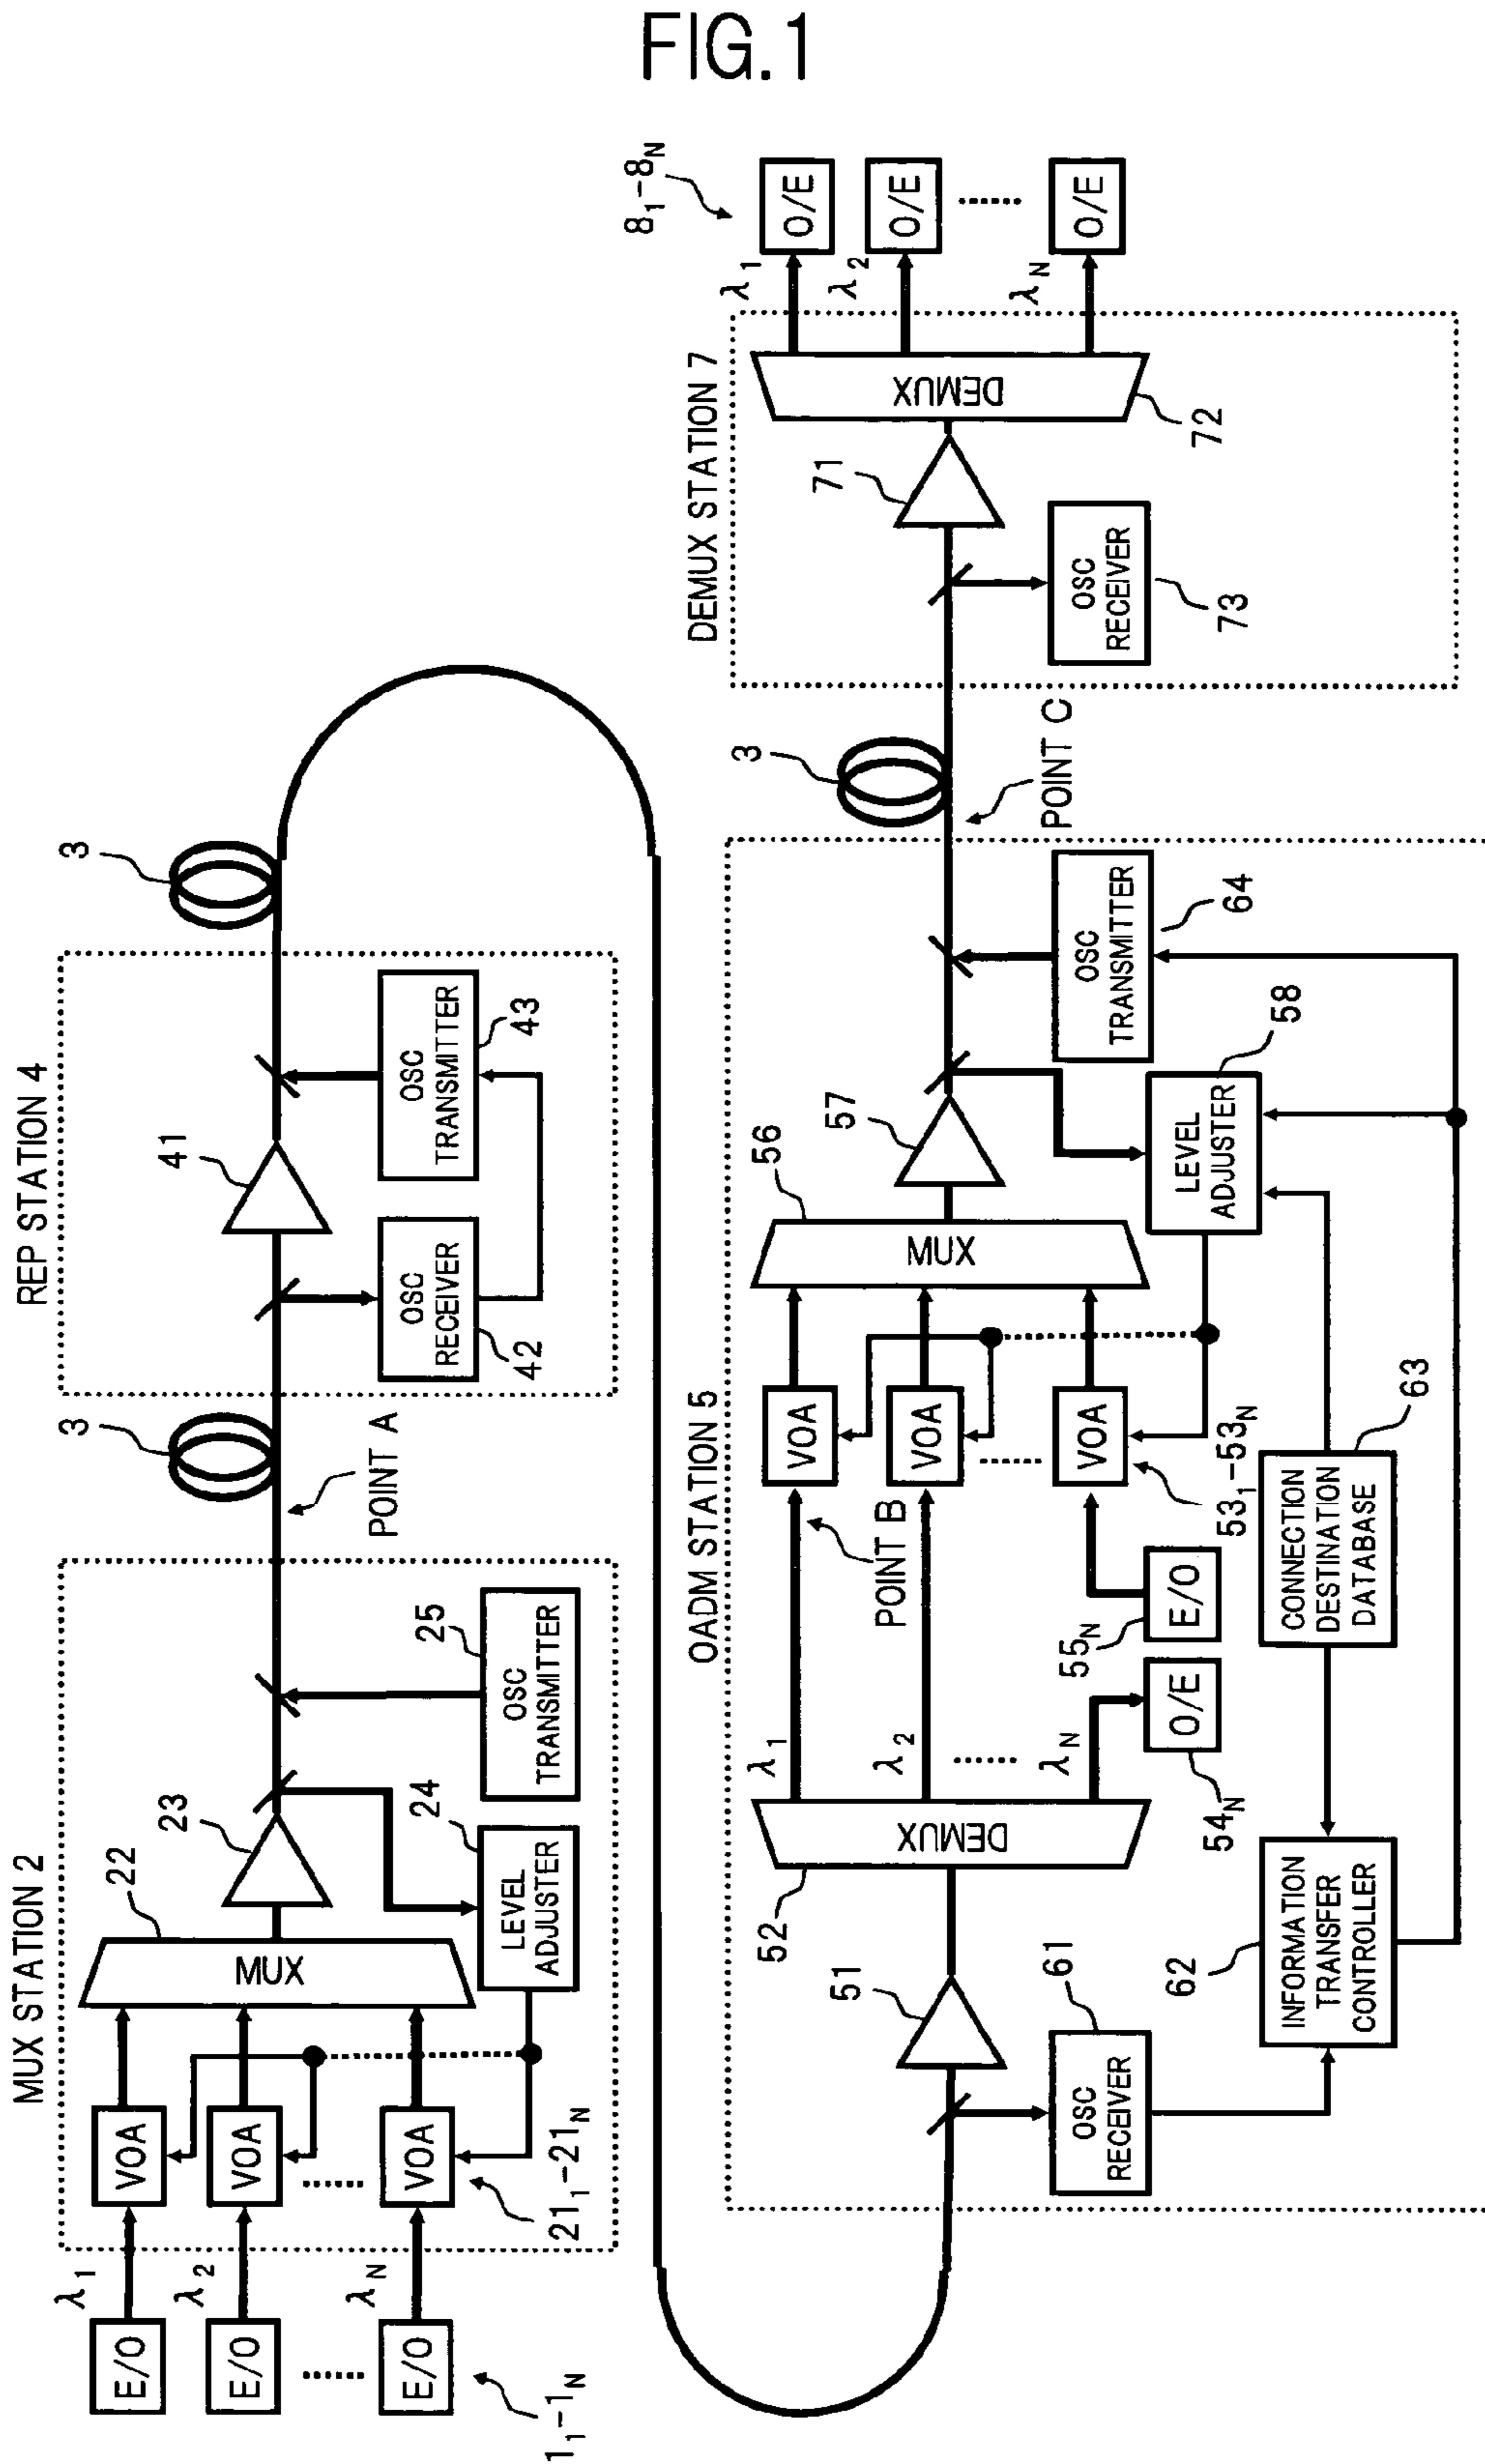 FIG.1
MUX STATION 2
REP STATION 4
λ1
λ2
λN
E/O
E/O
E/O
1₁-1N
VOA
VOA
VOA
21₁-21N
MUX
22
23
LEVEL
ADJUSTER
24
OSC
TRANSMITTER
25
POINT A
3
OSC
RECEIVER
42
41
OSC
TRANSMITTER
43
3
OADM STATION 5
DEMUX STATION 7
51
OSC
RECEIVER
61
DEMUX
52
λ1
λ2
λN
O/E
54N
E/O
55N
POINT B
VOA
VOA
VOA
53₁-53N
MUX
56
57
LEVEL
ADJUSTER
58
INFORMATION
TRANSFER
CONTROLLER
62
CONNECTION
DESTINATION
DATABASE
63
OSC
TRANSMITTER
64
3
POINT C
OSC
RECEIVER
73
71
DEMUX
72
λ1
λ2
λN
O/E
O/E
O/E
8₁-8N